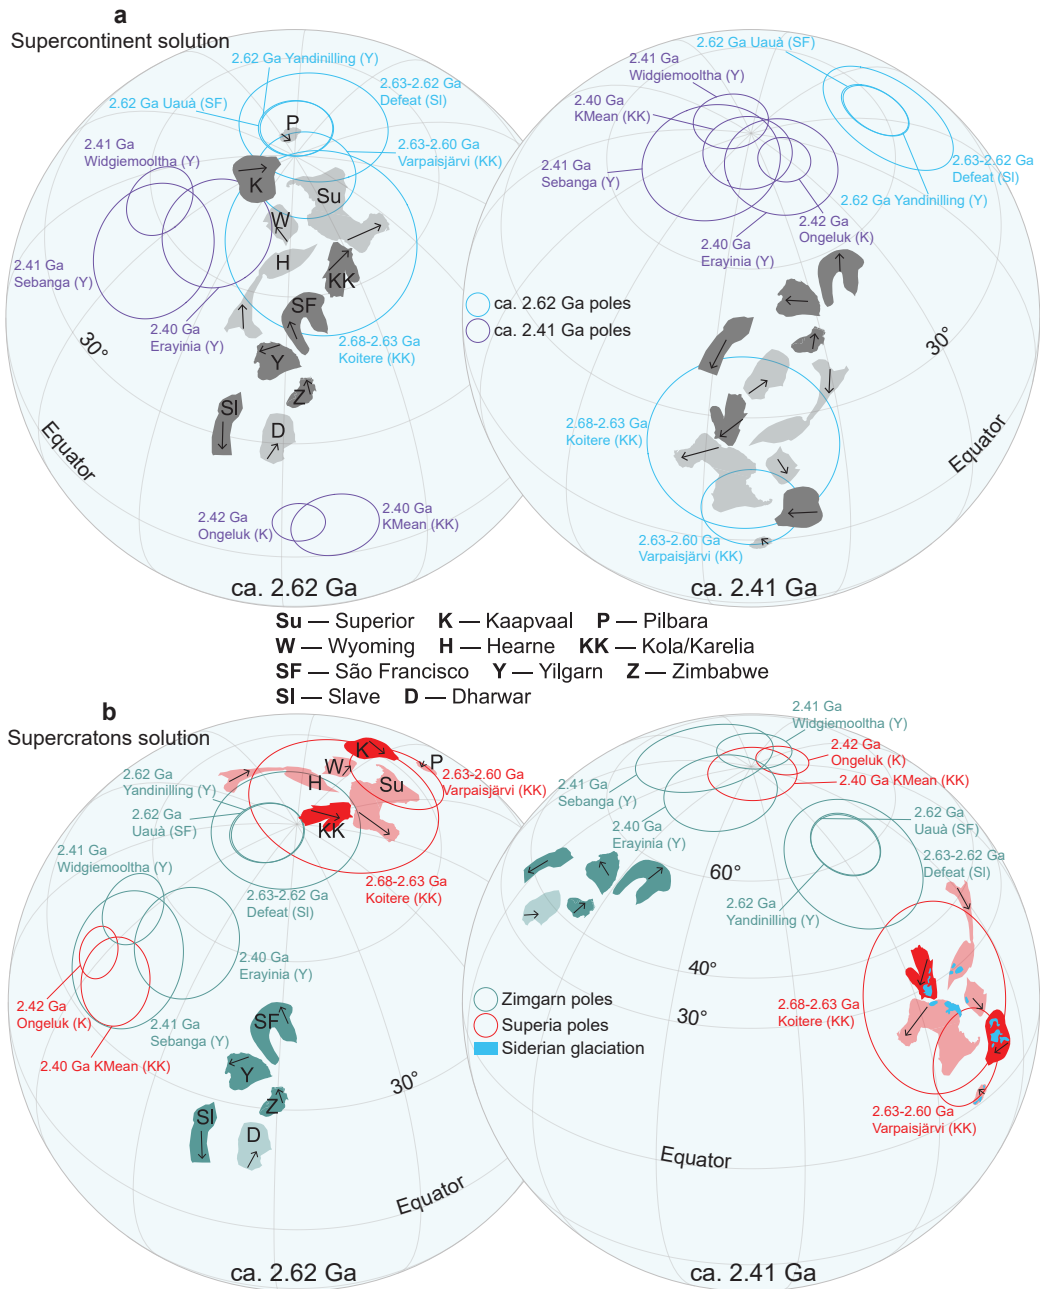 a
Supercontinent solution
2.62 Ga Yandinilling (Y)
2.62 Ga Uauà (SF)
2.63-2.62 Ga
Defeat (Sl)
P
2.41 Ga
Widgiemooltha (Y)
2.63-2.60 Ga
Varpaisjärvi (KK)
K
Su
W
H
KK
2.41 Ga
Sebanga (Y)
SF
2.40 Ga
Erayinia (Y)
2.68-2.63 Ga
Koitere (KK)
30°
Y
Z
Sl
D
Equator
2.42 Ga
Ongeluk (K)
2.40 Ga
KMean (KK)
ca. 2.62 Ga
2.62 Ga Uauà (SF)
2.41 Ga
Widgiemooltha (Y)
2.40 Ga
KMean (KK)
2.41 Ga
Sebanga (Y)
2.63-2.62 Ga
Defeat (Sl)
2.62 Ga Yandinilling (Y)
2.42 Ga
Ongeluk (K)
2.40 Ga
Erayinia (Y)
ca. 2.62 Ga poles
ca. 2.41 Ga poles
30°
2.68-2.63 Ga
Koitere (KK)
Equator
2.63-2.60 Ga
Varpaisjärvi (KK)
ca. 2.41 Ga
Su — Superior K — Kaapvaal P — Pilbara
W — Wyoming H — Hearne KK — Kola/Karelia
SF — São Francisco Y — Yilgarn Z — Zimbabwe
Sl — Slave D — Dharwar
b
Supercratons solution
K
P
W
H
Su
KK
2.63-2.60 Ga
Varpaisjärvi (KK)
2.62 Ga
Yandinilling (Y)
2.62 Ga
Uauà (SF)
2.41 Ga
Widgiemooltha (Y)
2.63-2.62 Ga
Defeat (Sl)
2.68-2.63 Ga
Koitere (KK)
2.40 Ga
Erayinia (Y)
2.42 Ga
Ongeluk (K)
2.41 Ga
Sebanga (Y)
2.40 Ga KMean (KK)
SF
Y
Z
Sl
D
30°
Equator
ca. 2.62 Ga
2.41 Ga
Widgiemooltha (Y)
2.42 Ga
Ongeluk (K)
2.40 Ga KMean (KK)
2.41 Ga
Sebanga (Y)
2.40 Ga
Erayinia (Y)
2.62 Ga
Uauà (SF)
2.63-2.62 Ga
Defeat (Sl)
2.62 Ga
Yandinilling (Y)
60°
40°
30°
Zimgarn poles
Superia poles
Siderian glaciation
2.68-2.63 Ga
Koitere (KK)
2.63-2.60 Ga
Varpaisjärvi (KK)
Equator
ca. 2.41 Ga